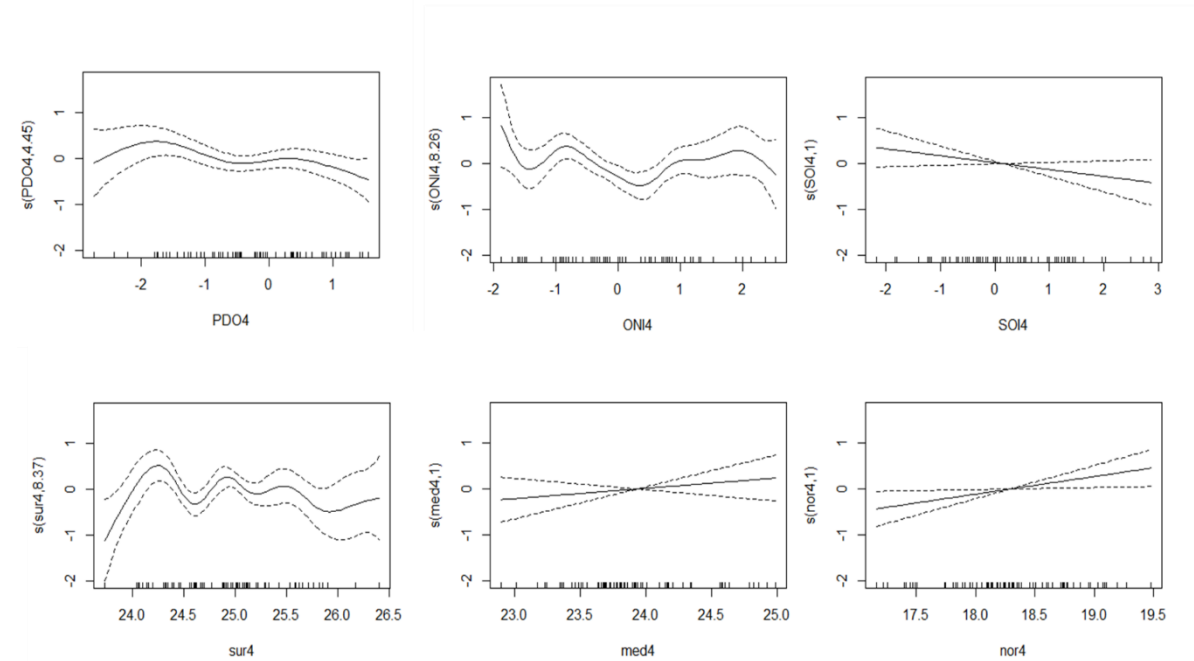 s(PDO4,4.45)
1
0
-1
-2
-2 -1 0 1
PDO4
s(ONI4,8.26)
1
0
-1
-2
-2 -1 0 1 2
ONI4
s(SOI4,1)
1
0
-1
-2
-2 -1 0 1 2 3
SOI4
s(sur4,8.37)
1
0
-1
-2
24.0 24.5 25.0 25.5 26.0 26.5
sur4
s(med4,1)
1
0
-1
-2
23.0 23.5 24.0 24.5 25.0
med4
s(nor4,1)
1
0
-1
-2
17.5 18.0 18.5 19.0 19.5
nor4